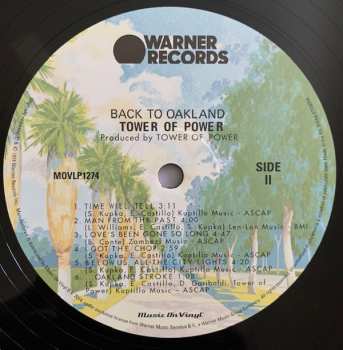 WARNER
RECORDS
BACK TO OAKLAND
TOWER OF POWER
Produced by TOWER OF POWER
MOVLP1274
SIDE
II
1. TIME WILL TELL 3:11
(S. Kupka, E. Castillo) Kuptillo Music - ASCAP
2. MAN FROM THE PAST 4:00
(L. Williams; E. Castillo, S. Kupka) Len-Lon Music - BMI
3. LOVE'S BEEN GONE SO LONG 4:47
(B. Conte) Zambezi Music - ASCAP
4. I GOT THE CHOP 2:59
(S. Kupka, E. Castillo) Kuptillo Music - ASCAP
5. BELOW US, ALL THE CITY LIGHTS 4:20
(S. Kupka, E. Castillo) Kuptillo Music - ASCAP
6. OAKLAND STROKE 1:08
(S. Kupka, E. Castillo, D. Garibaldi, Tower of
Power) Kuptillo Music - ASCAP
Music On Vinyl